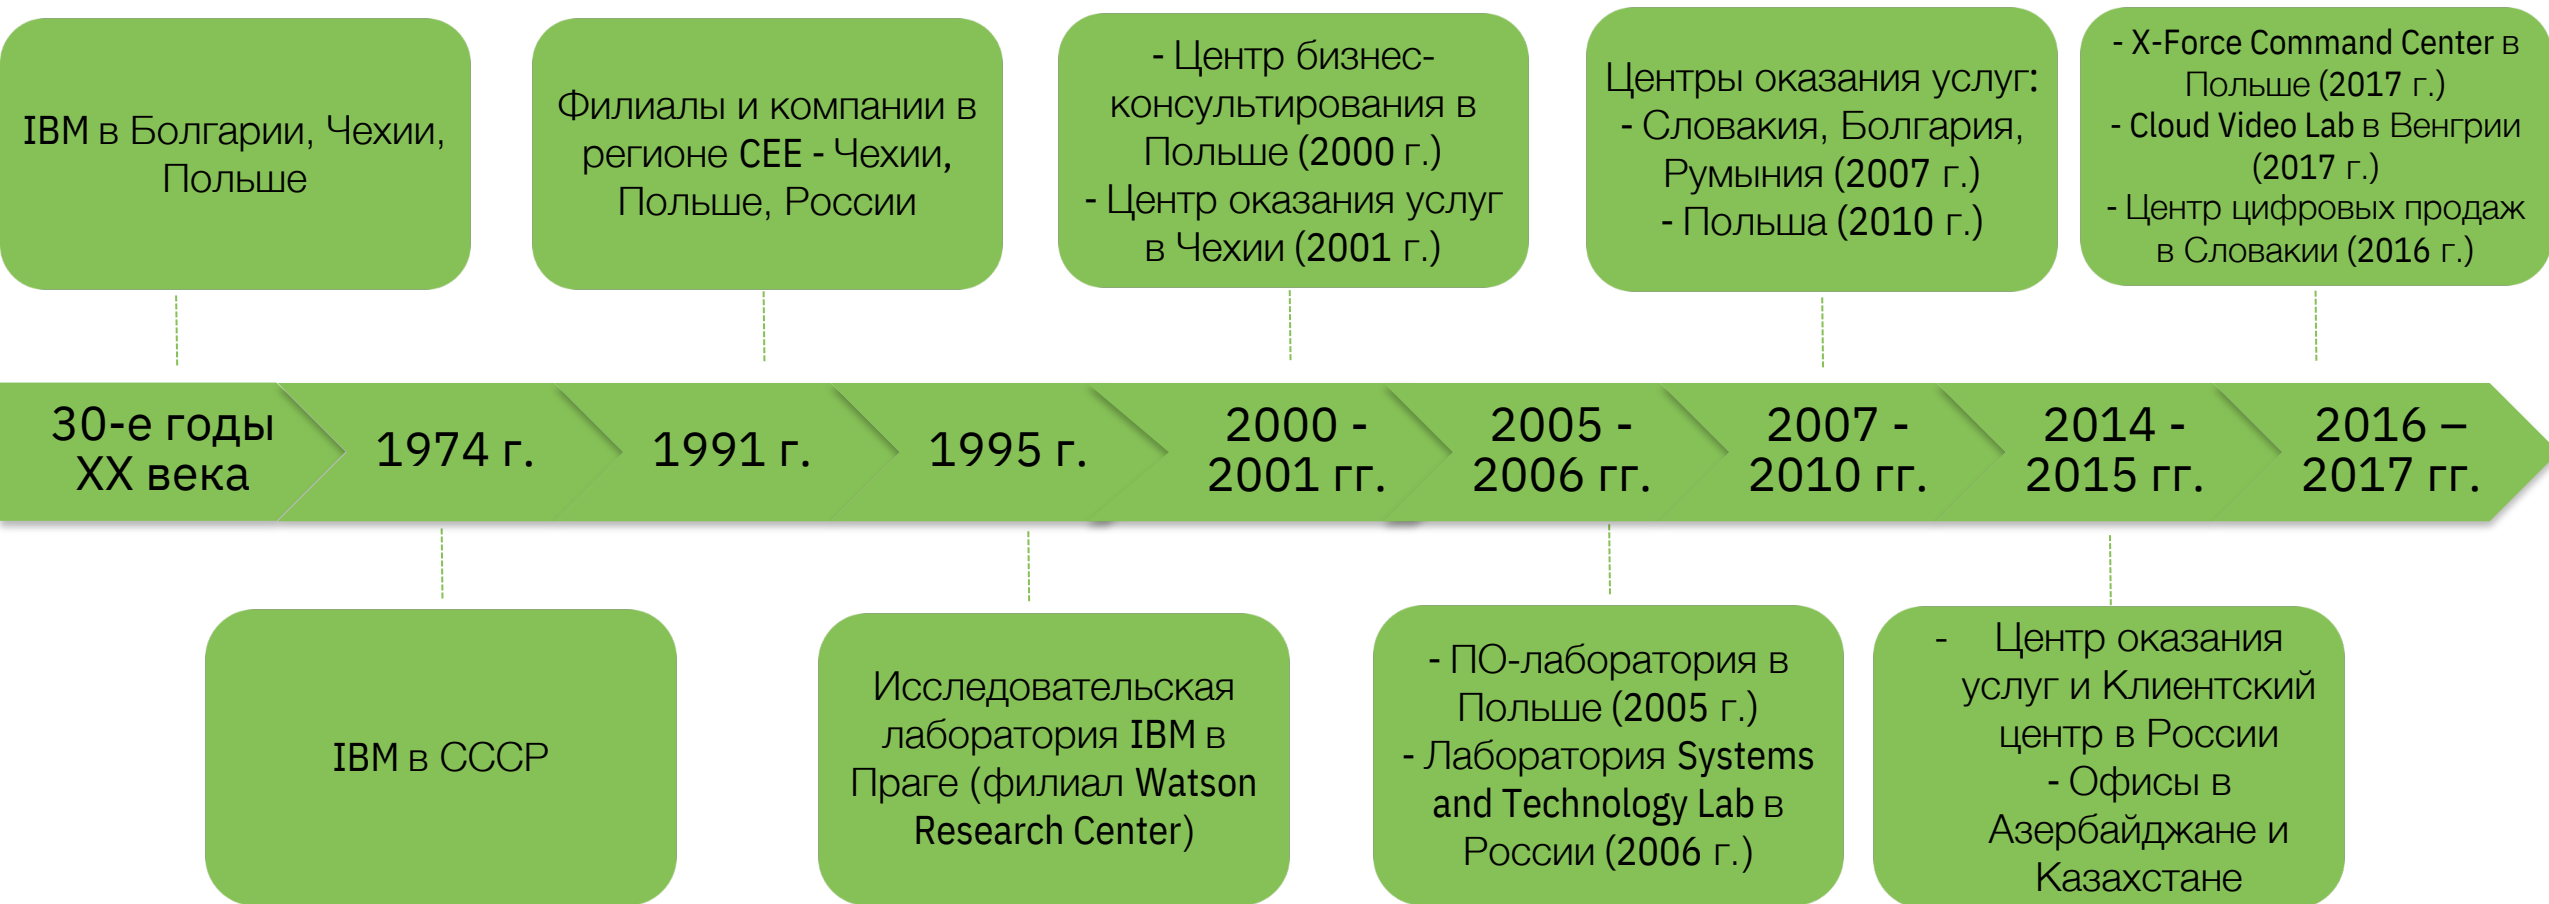 IBM в Болгарии, Чехии,
Польше
Филиалы и компании в
регионе CEE - Чехии,
Польше, России
- Центр бизнес-
консультирования в
Польше (2000 г.)
- Центр оказания услуг
в Чехии (2001 г.)
Центры оказания услуг:
- Словакия, Болгария,
Румыния (2007 г.)
- Польша (2010 г.)
- X-Force Command Center в
Польше (2017 г.)
- Cloud Video Lab в Венгрии
(2017 г.)
- Центр цифровых продаж
в Словакии (2016 г.)
30-е годы
XX века
1974 г.
1991 г.
1995 г.
2000 -
2001 гг.
2005 -
2006 гг.
2007 -
2010 гг.
2014 -
2015 гг.
2016 –
2017 гг.
IBM в СССР
Исследовательская
лаборатория IBM в
Праге (филиал Watson
Research Center)
- ПО-лаборатория в
Польше (2005 г.)
- Лаборатория Systems
and Technology Lab в
России (2006 г.)
- Центр оказания
услуг и Клиентский
центр в России
- Офисы в
Азербайджане и
Казахстане